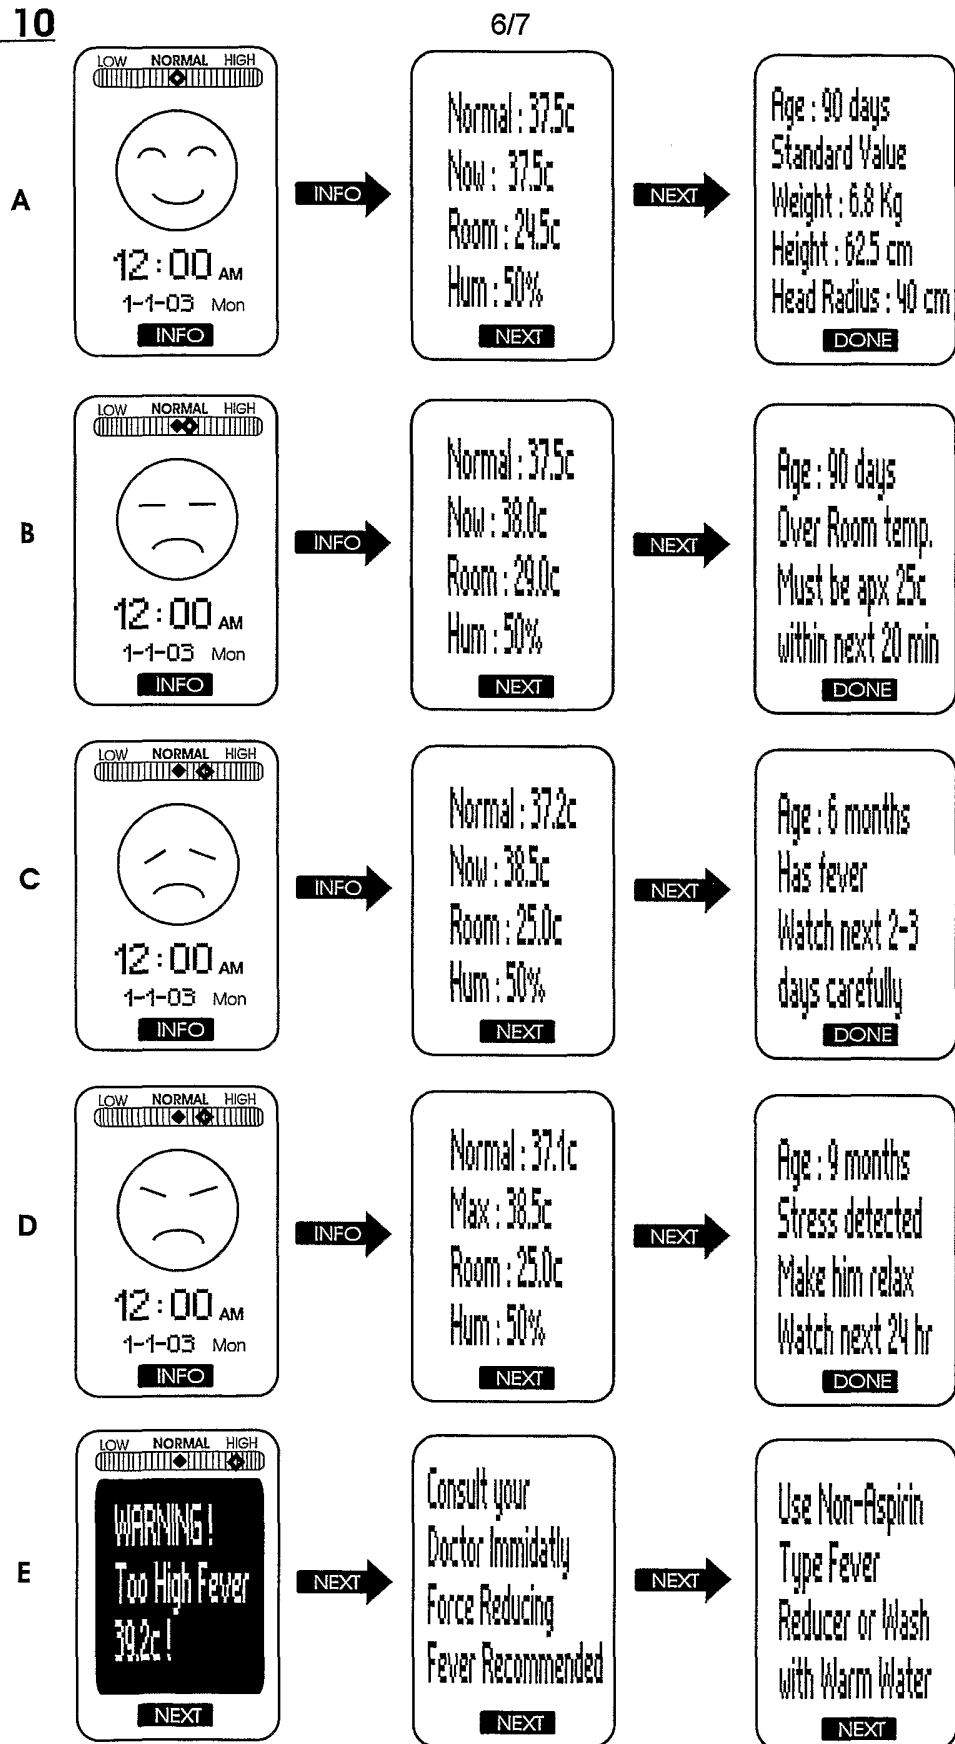 10
6/7
A
LOW NORMAL HIGH
12:00 AM
1-1-03 Mon
INFO
INFO
Normal : 37.5c
Now : 37.5c
Room : 24.5c
Hum : 50%
NEXT
NEXT
Age : 90 days
Standard Value
Weight : 6.8 Kg
Height : 62.5 cm
Head Radius : 40 cm
DONE
B
LOW NORMAL HIGH
12:00 AM
1-1-03 Mon
INFO
INFO
Normal : 37.5c
Now : 38.0c
Room : 29.0c
Hum : 50%
NEXT
NEXT
Age : 90 days
Over Room temp.
Must be apx 25c
within next 20 min
DONE
C
LOW NORMAL HIGH
12:00 AM
1-1-03 Mon
INFO
INFO
Normal : 37.2c
Now : 38.5c
Room : 25.0c
Hum : 50%
NEXT
NEXT
Age : 6 months
Has fever
Watch next 2-3
days carefully
DONE
D
LOW NORMAL HIGH
12:00 AM
1-1-03 Mon
INFO
INFO
Normal : 37.1c
Max : 38.5c
Room : 25.0c
Hum : 50%
NEXT
NEXT
Age : 9 months
Stress detected
Make him relax
Watch next 24 hr
DONE
E
LOW NORMAL HIGH
WARNING !
Too High Fever
39.2c !
NEXT
NEXT
Consult your
Doctor Immidatly
Force Reducing
Fever Recommended
NEXT
NEXT
Use Non-Aspirin
Type Fever
Reducer or Wash
with Warm Water
NEXT